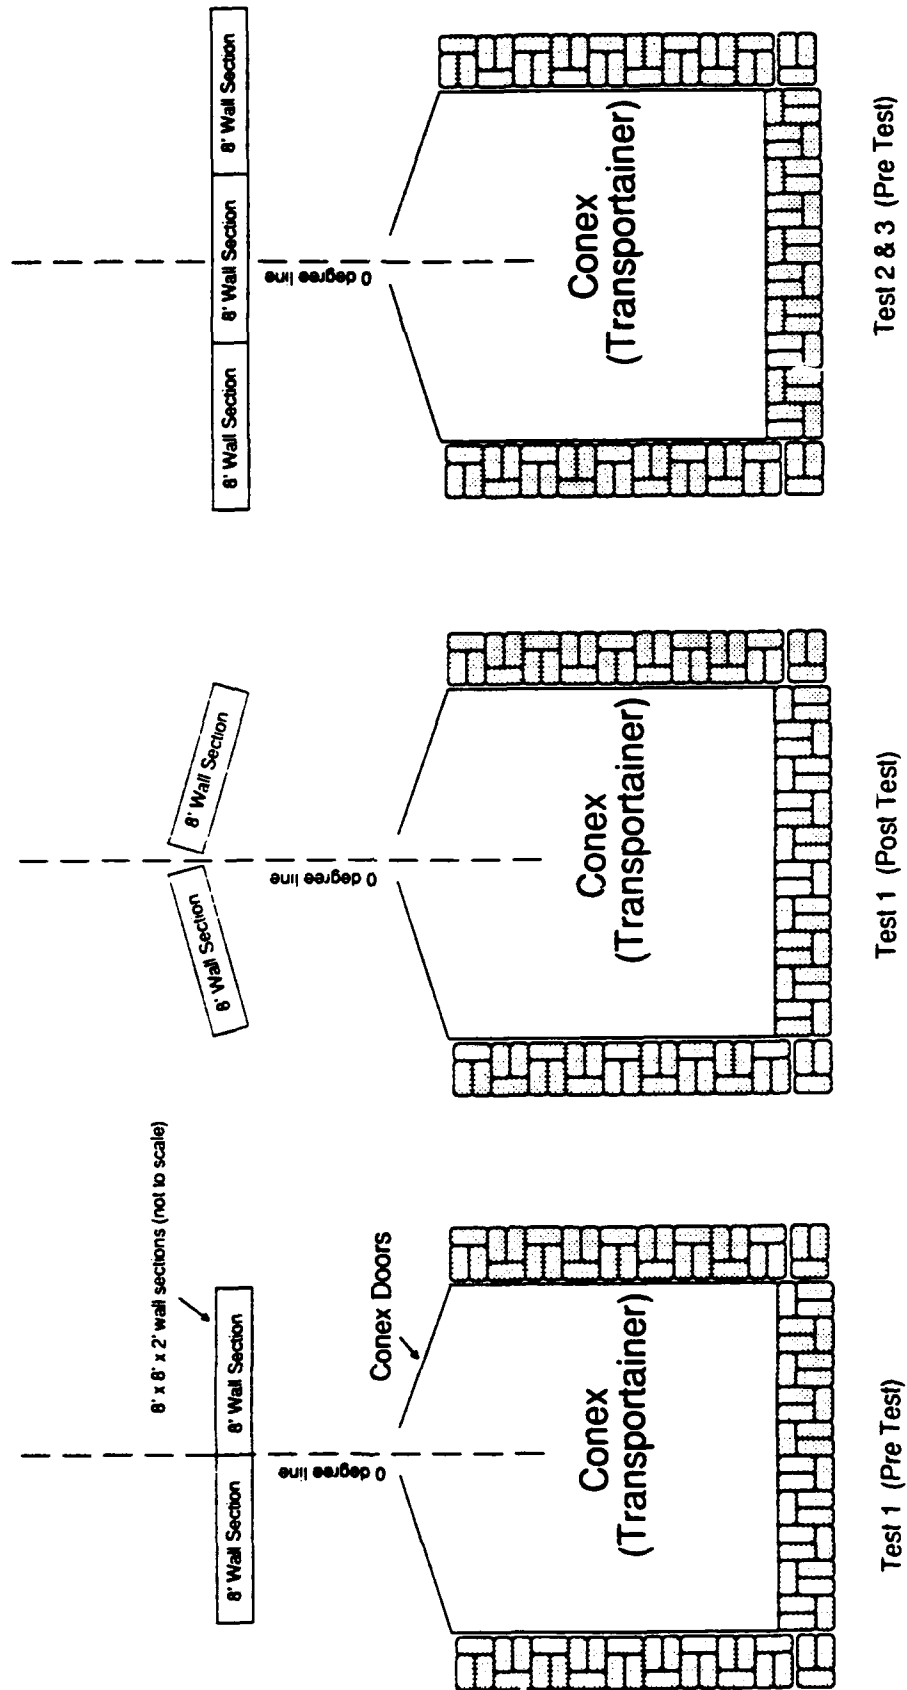 8' x 8' x 2' wall sections (not to scale)
8' Wall Section
8' Wall Section
0 degree line
Conex Doors
Conex
(Transportainer)
Test 1 (Pre Test)
8' Wall Section
8' Wall Section
0 degree line
Conex
(Transportainer)
Test 1 (Post Test)
8' Wall Section
8' Wall Section
8' Wall Section
0 degree line
Conex
(Transportainer)
Test 2 & 3 (Pre Test)